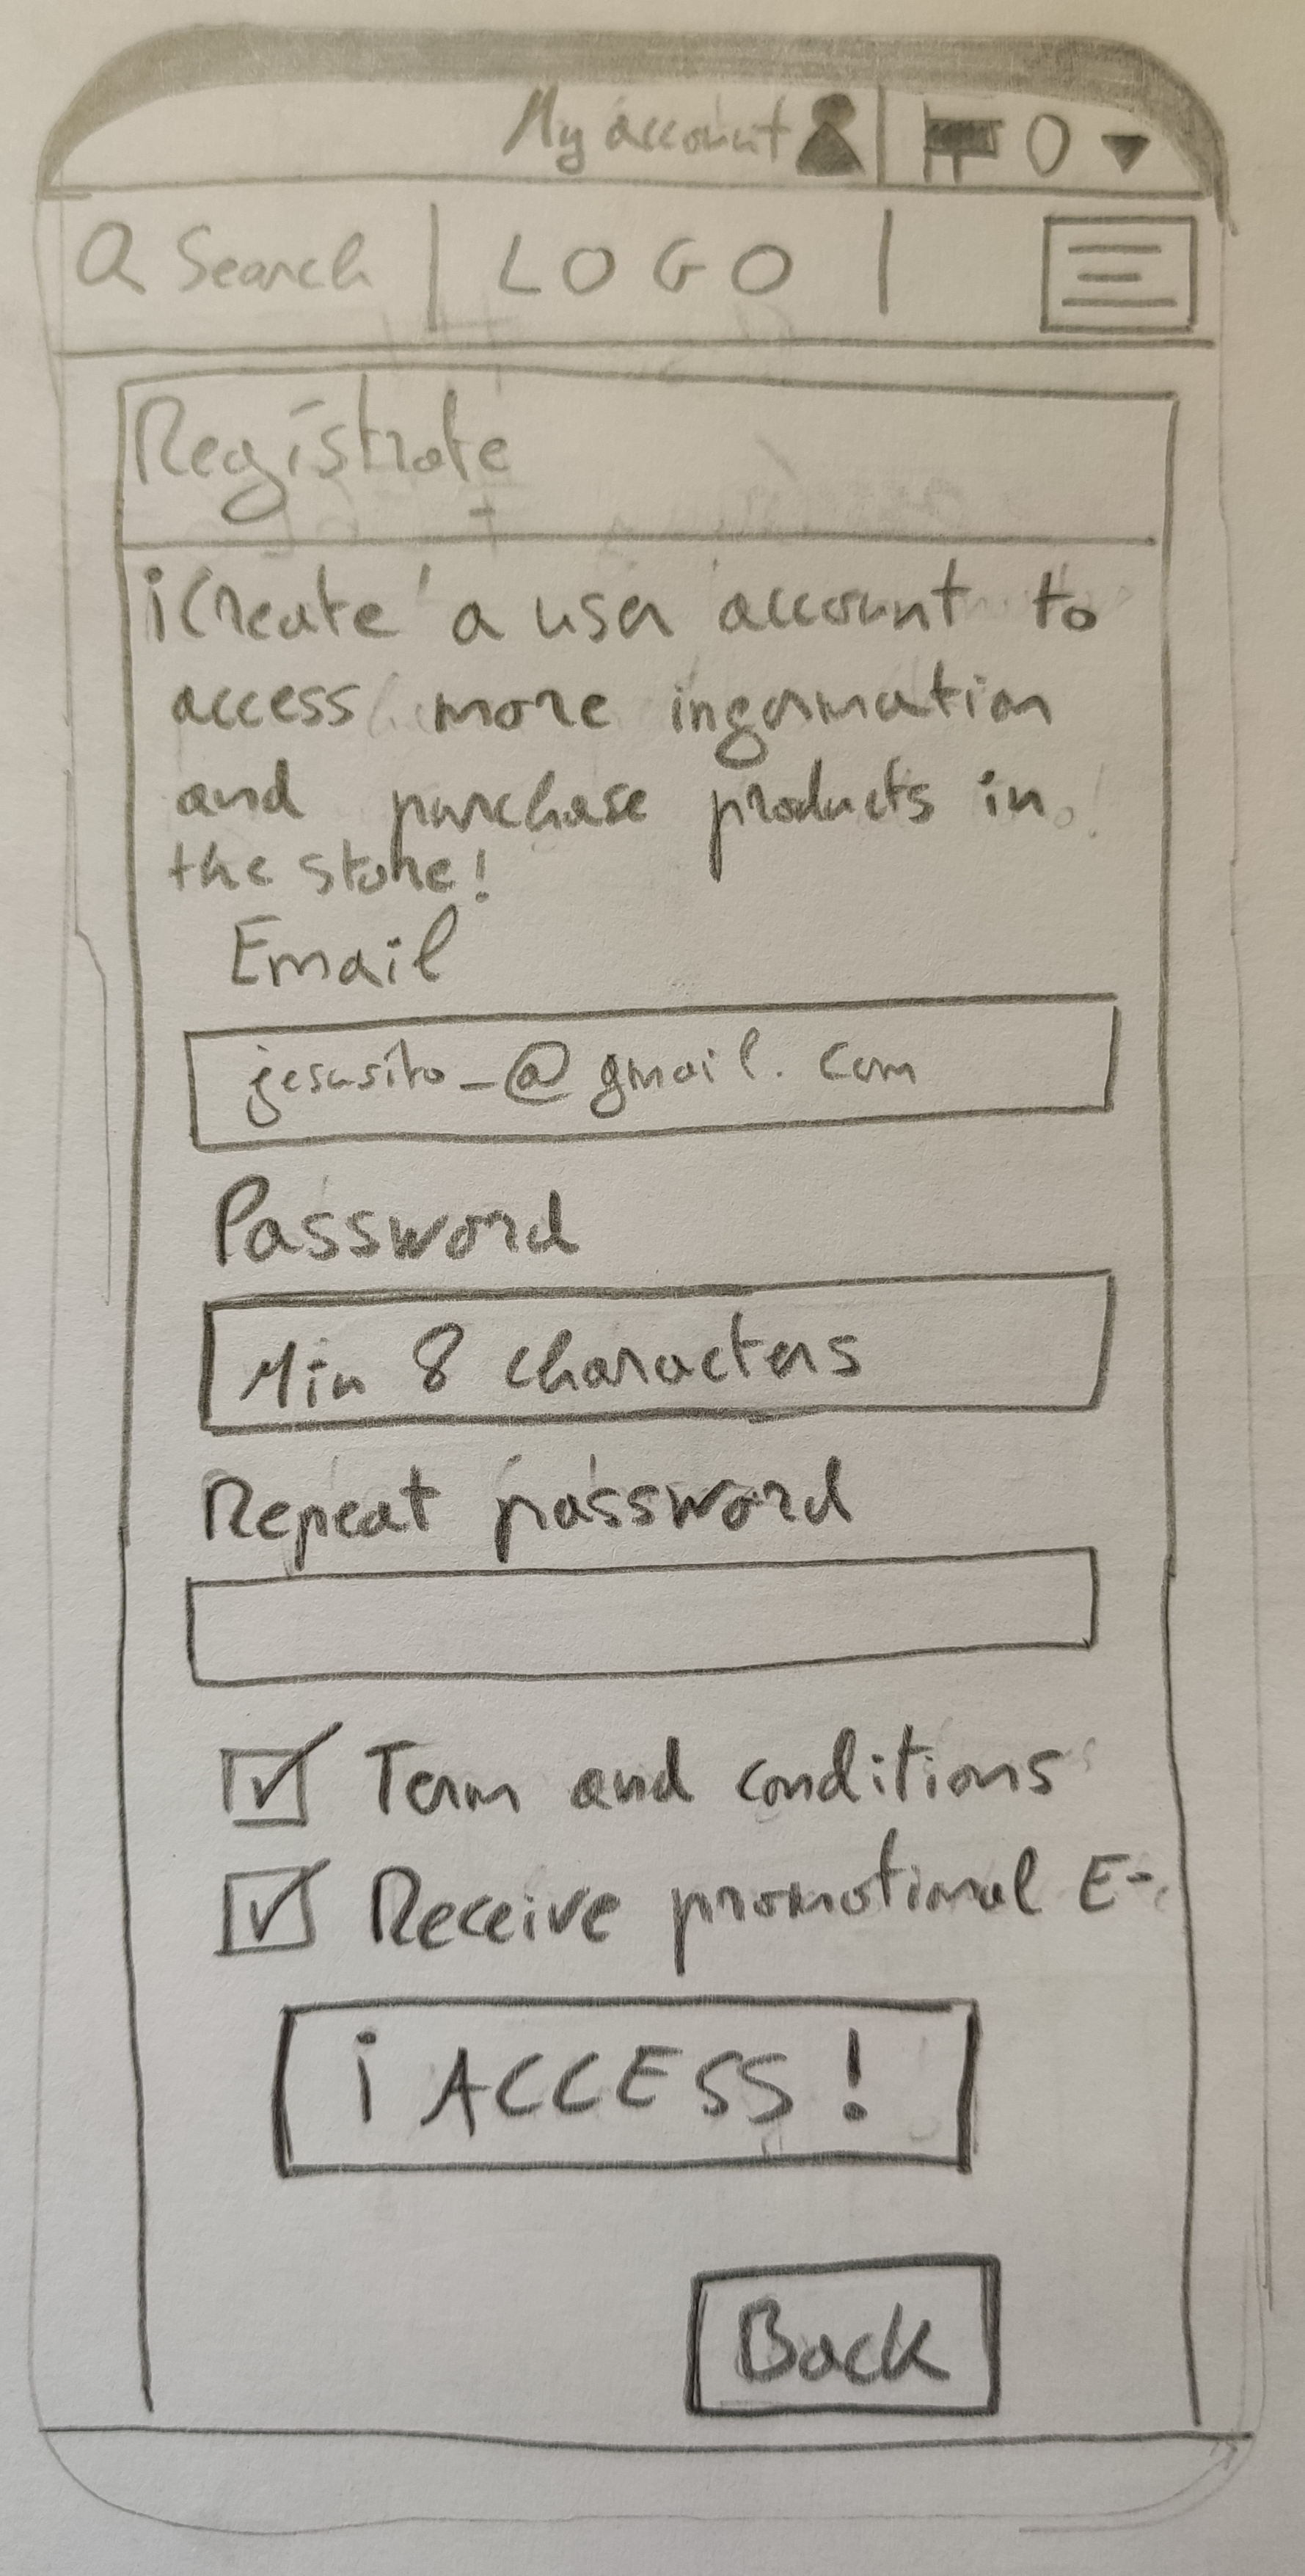 My account 0
Search | LOGO |
Registrate
¡Create a user account to
access more ingormation
and purchase products in
the store!
Email
jesusito_@gmail.com
Password
Min 8 characters
Repeat password
Term and conditions
Receive promotional E-
¡ACCESS!
Back